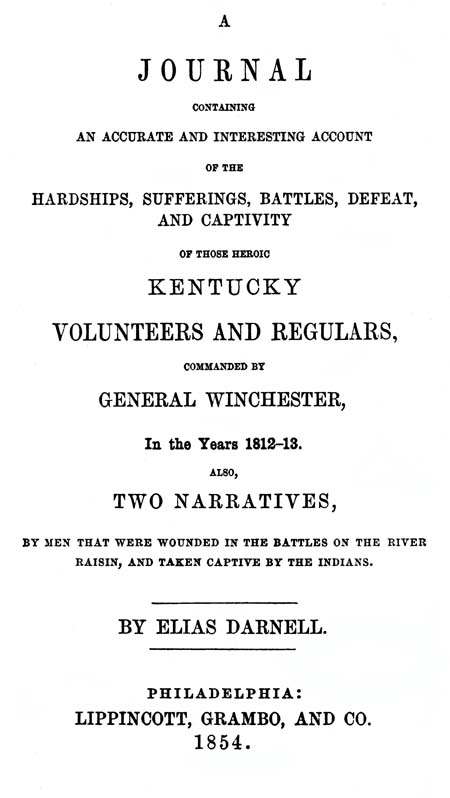 A
JOURNAL
CONTAINING
AN ACCURATE AND INTERESTING ACCOUNT
OF THE
HARDSHIPS, SUFFERINGS, BATTLES, DEFEAT,
AND CAPTIVITY
OF THOSE HEROIC
KENTUCKY
VOLUNTEERS AND REGULARS,
COMMANDED BY
GENERAL WINCHESTER,
In the Years 1812-13.
ALSO,
TWO NARRATIVES,
BY MEN THAT WERE WOUNDED IN THE BATTLES ON THE RIVER
RAISIN, AND TAKEN CAPTIVE BY THE INDIANS.
BY ELIAS DARNELL.
PHILADELPHIA:
LIPPINCOTT, GRAMBO, AND CO.
1854.